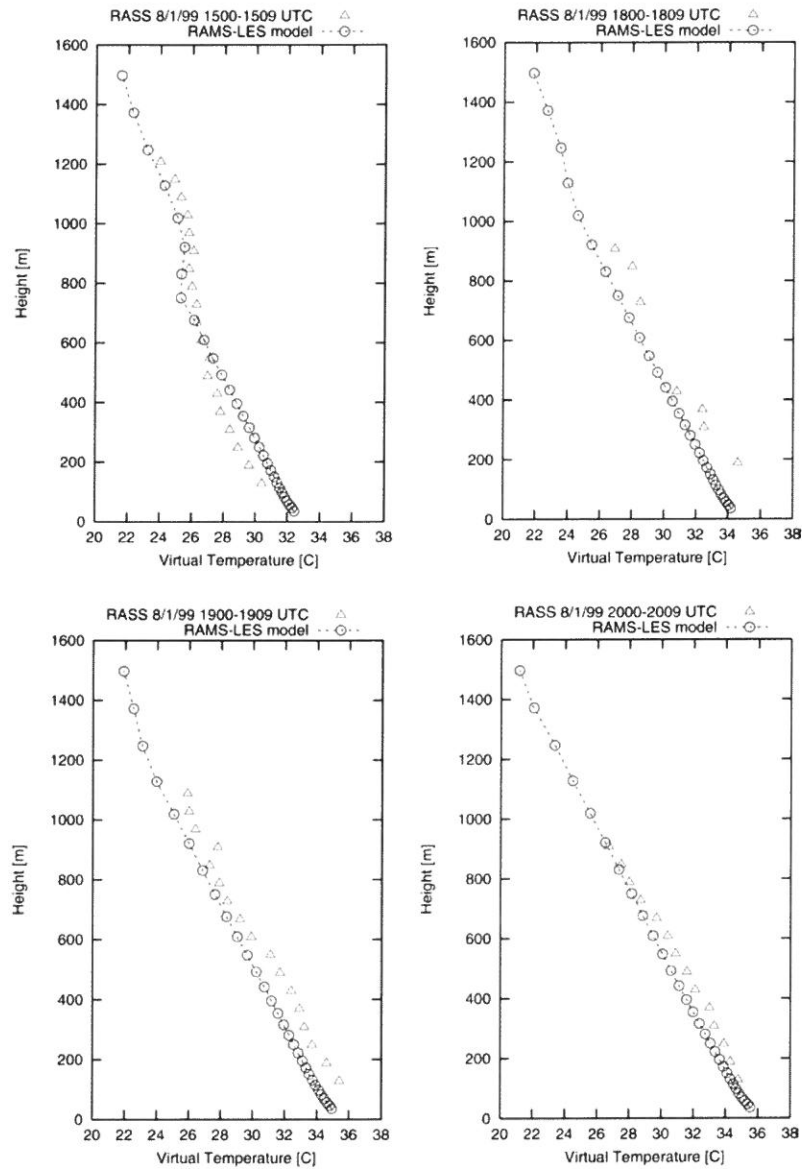 RASS 8/1/99 1500-1509 UTC
RAMS-LES model
1600
1400
1200
1000
800
600
400
200
0
Height [m]
20 22 24 26 28 30 32 34 36 38
Virtual Temperature [C]
RASS 8/1/99 1800-1809 UTC
RAMS-LES model
1600
1400
1200
1000
800
600
400
200
0
Height [m]
20 22 24 26 28 30 32 34 36 38
Virtual Temperature [C]
RASS 8/1/99 1900-1909 UTC
RAMS-LES model
1600
1400
1200
1000
800
600
400
200
0
Height [m]
20 22 24 26 28 30 32 34 36 38
Virtual Temperature [C]
RASS 8/1/99 2000-2009 UTC
RAMS-LES model
1600
1400
1200
1000
800
600
400
200
0
Height [m]
20 22 24 26 28 30 32 34 36 38
Virtual Temperature [C]